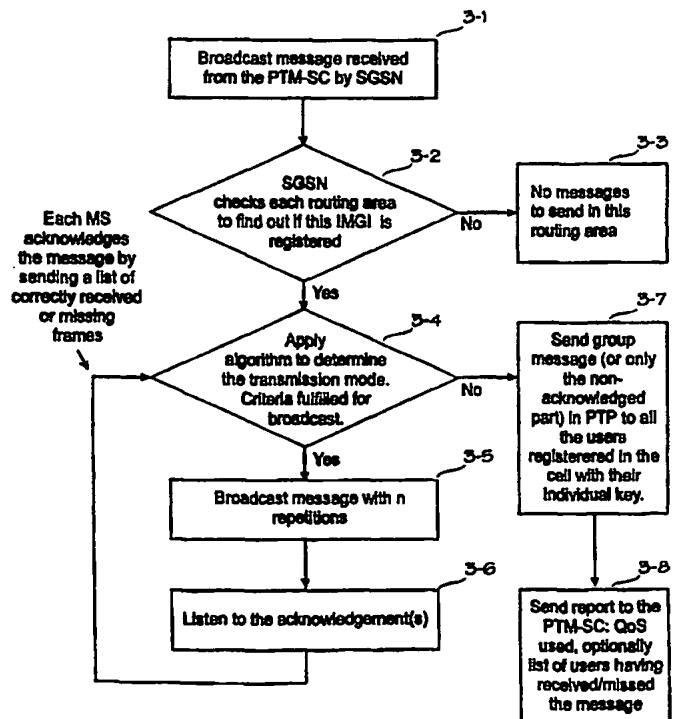 3-1
Broadcast message received
from the PTM-SC by SGSN
3-2
SGSN
checks each routing area
to find out if this IMGI is
registered
No
3-3
No messages
to send in this
routing area
Each MS
acknowledges
the message by
sending a list of
correctly received
or missing
frames
Yes
3-4
Apply
algorithm to determine
the transmission mode.
Criteria fulfilled for
broadcast.
No
3-7
Send group
message (or only
the non-
acknowledged
part) in PTP to all
the users
registerered in the
cell with their
individual key.
Yes
3-5
Broadcast message with n
repetitions
3-6
Listen to the acknowledgement(s)
3-8
Send report to the
PTM-SC: QoS
used, optionally
list of users having
received/missed
the message